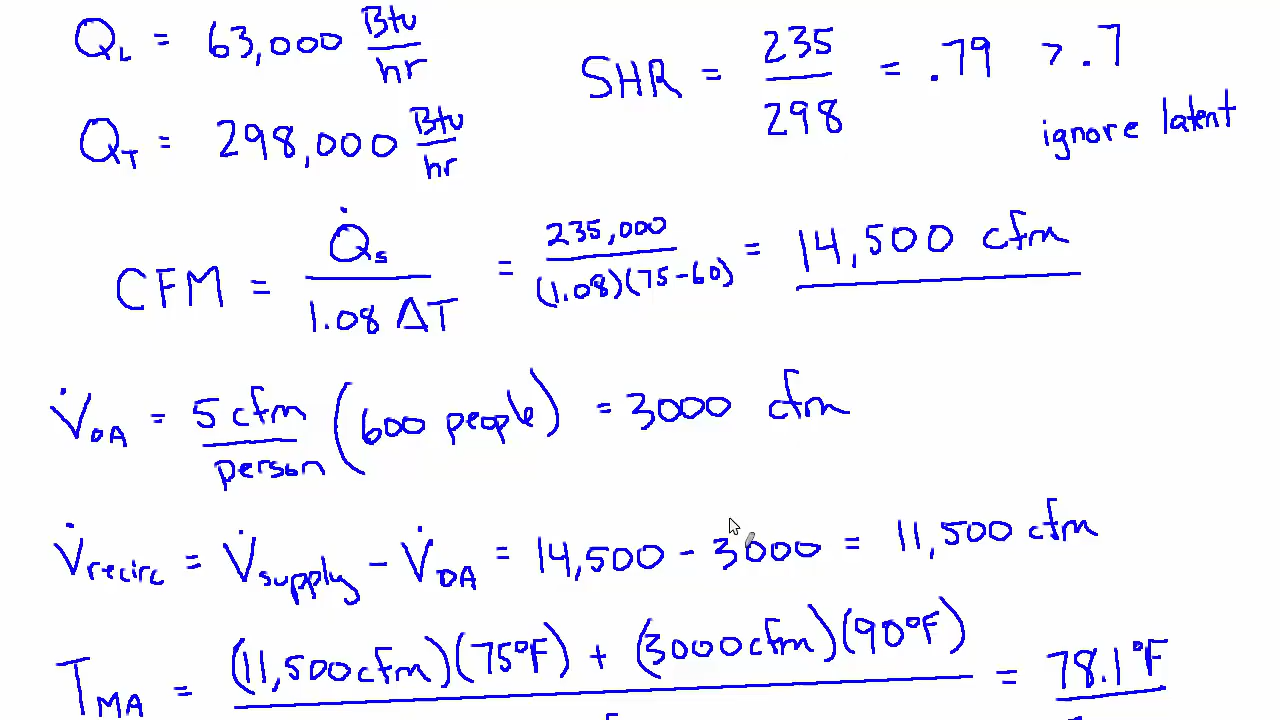 Q_L = 63,000 Btu/hr
SHR = 235/298 = .79 > .7
ignore latent
Q_T = 298,000 Btu/hr
CFM = Q̇_s / 1.08 ΔT = 235,000 / (1.08)(75-60) = 14,500 cfm
V̇_OA = 5 cfm/person (600 people) = 3000 cfm
V̇_recirc = V̇_supply - V̇_OA = 14,500 - 3000 = 11,500 cfm
T_MA = (11,500cfm)(75°F) + (3000cfm)(90°F) = 78.1°F